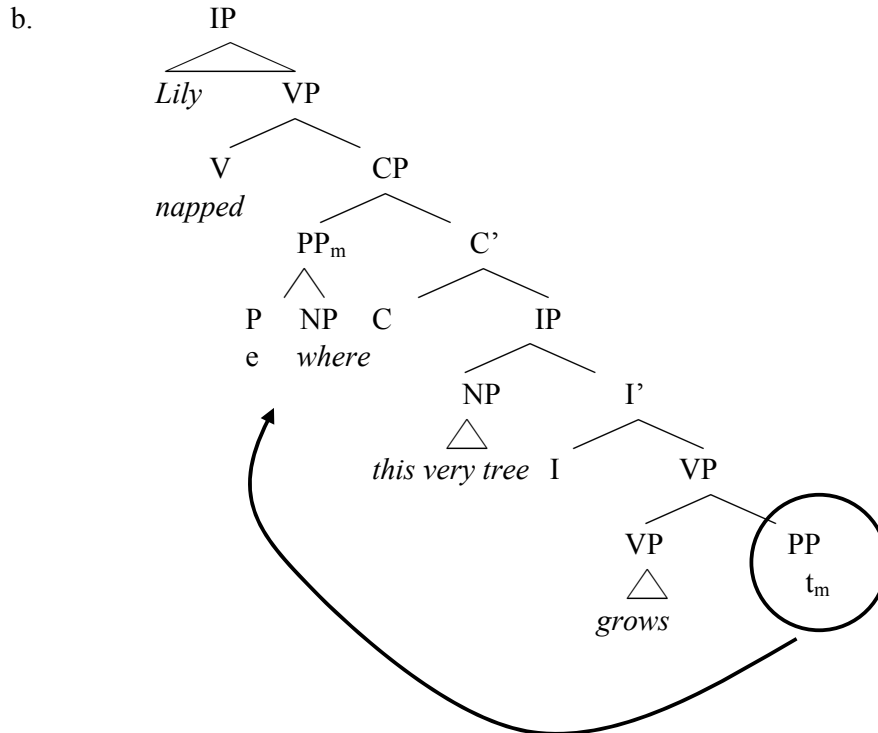 b. IP
Lily VP
V CP
napped
PPm C’
P NP C IP
e where
NP I’
this very tree I VP
VP PP
tm
grows